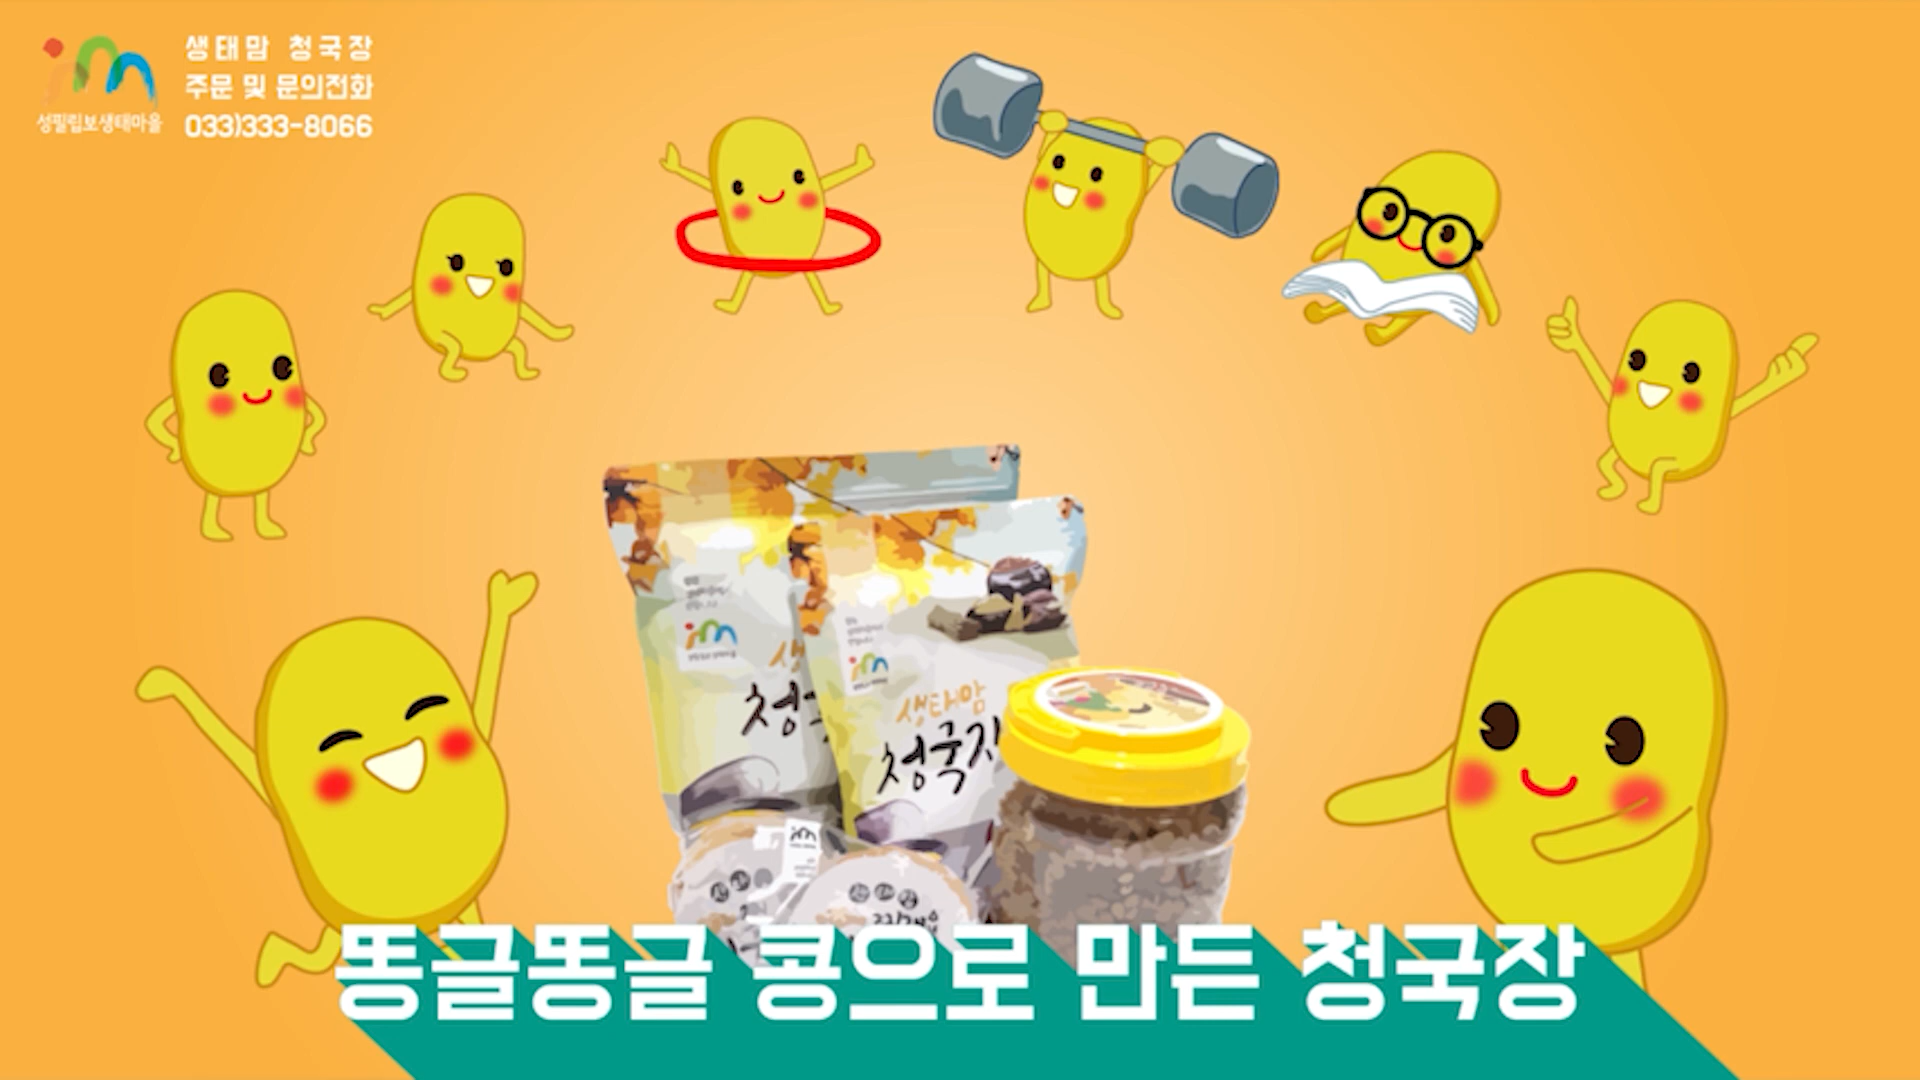 생태맘 청국장
주문 및 문의전화
033)333-8066
성필립보생태마을
생태맘
청국장
똥글똥글 콩으로 만든 청국장